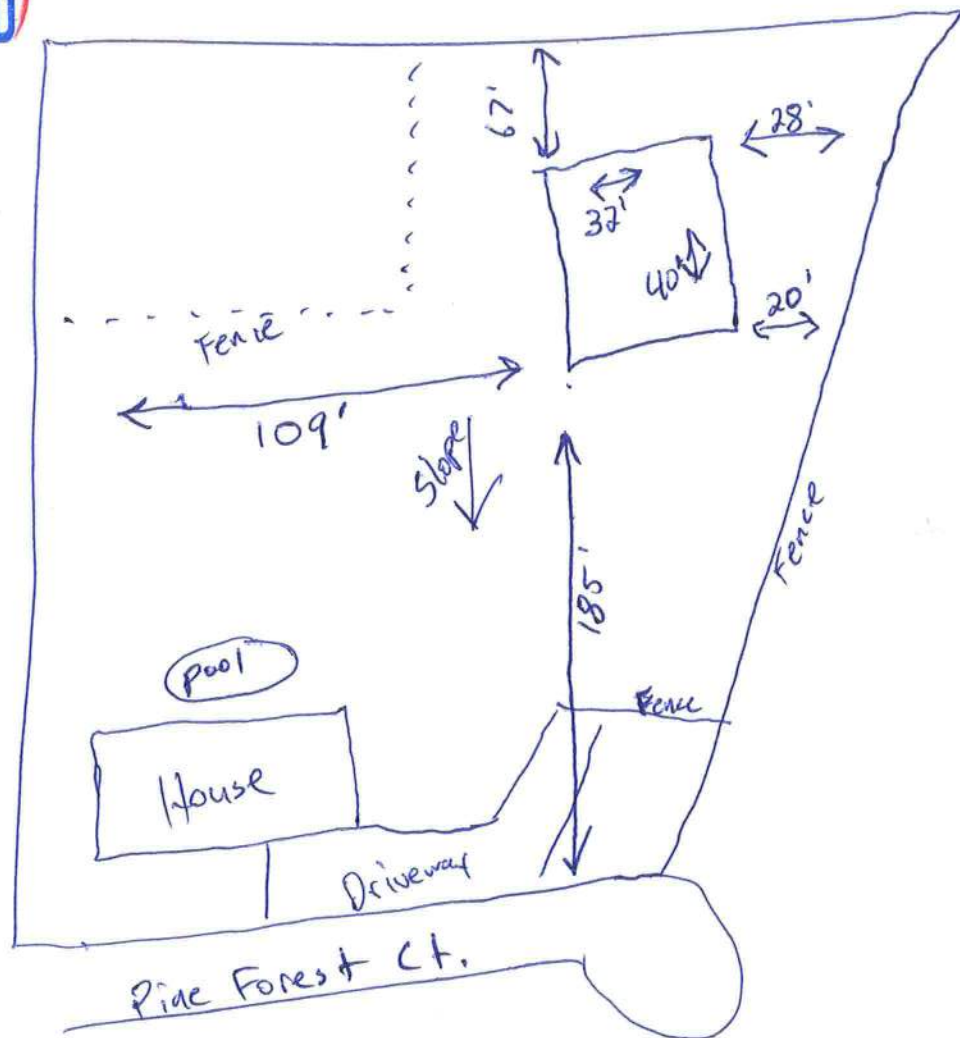 67'
28'
32'
40'
20'
Fence
109'
Slope
185'
Fence
pool
Fence
House
Driveway
Pine Forest Ct.